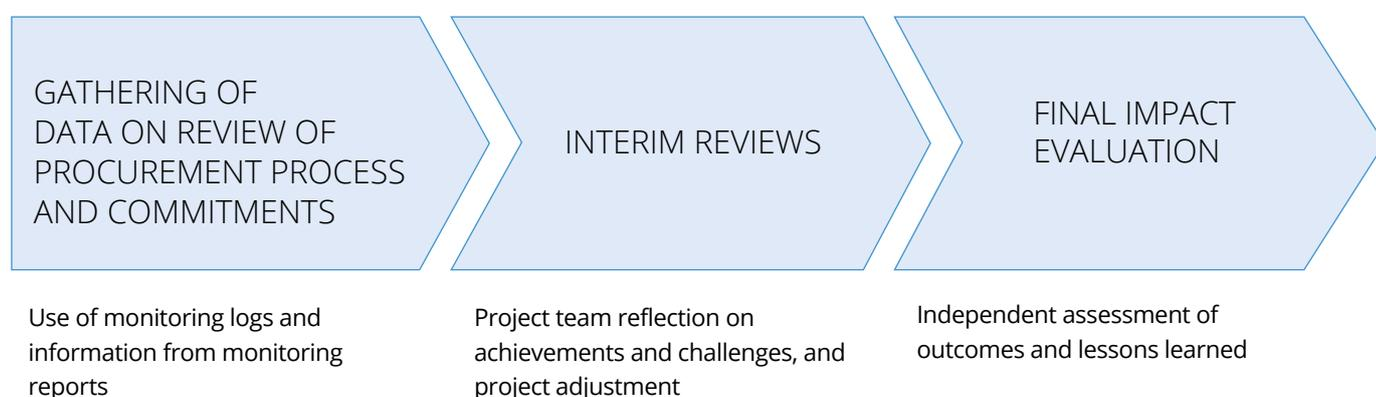 GATHERING OF
DATA ON REVIEW OF
PROCUREMENT PROCESS
AND COMMITMENTS
INTERIM REVIEWS
FINAL IMPACT
EVALUATION
Use of monitoring logs and
information from monitoring
reports
Project team reflection on
achievements and challenges, and
project adjustment
Independent assessment of
outcomes and lessons learned